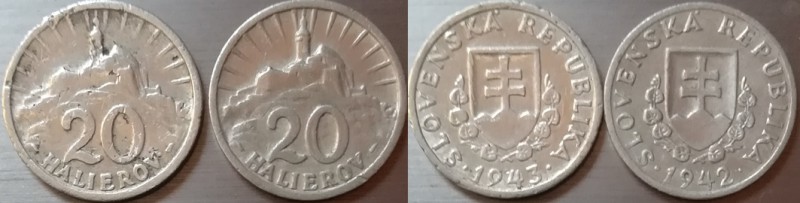 20
HALIEROV
20
HALIEROV
SLOVENSKÁ REPUBLIKA
·1943·
SLOVENSKÁ REPUBLIKA
·1942·